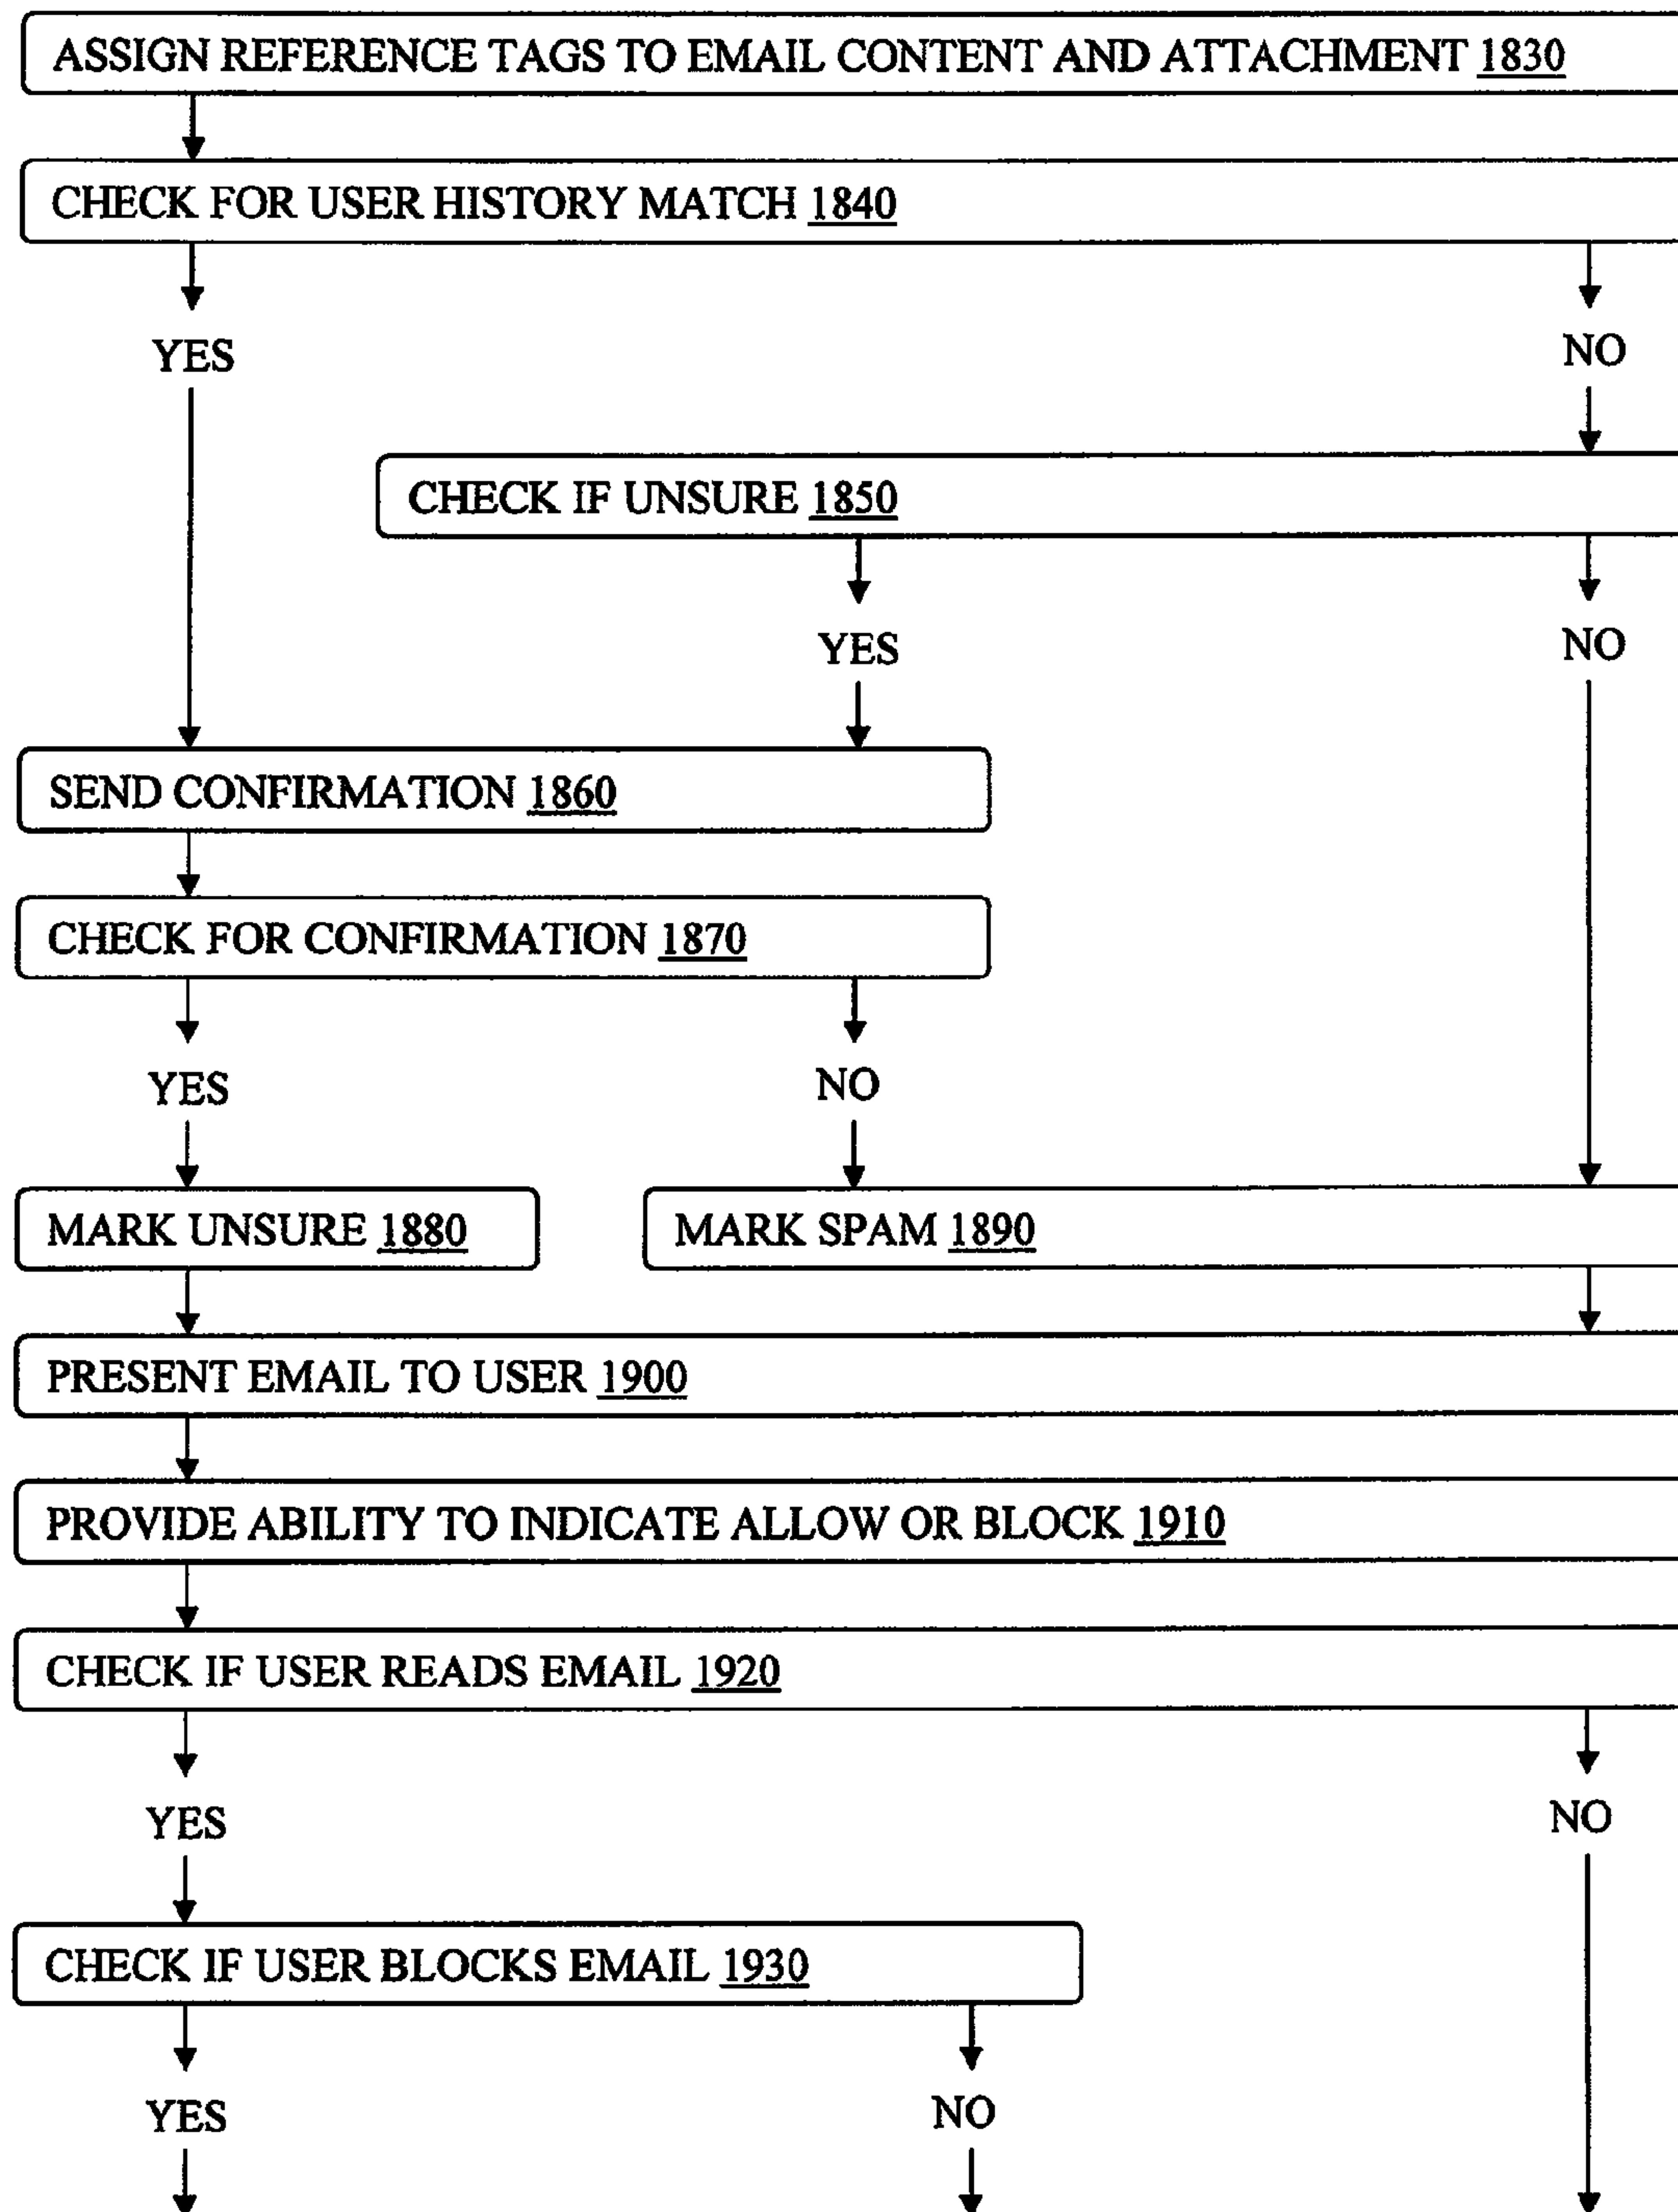 ASSIGN REFERENCE TAGS TO EMAIL CONTENT AND ATTACHMENT 1830
CHECK FOR USER HISTORY MATCH 1840
YES
NO
CHECK IF UNSURE 1850
YES
NO
SEND CONFIRMATION 1860
CHECK FOR CONFIRMATION 1870
YES
NO
MARK UNSURE 1880
MARK SPAM 1890
PRESENT EMAIL TO USER 1900
PROVIDE ABILITY TO INDICATE ALLOW OR BLOCK 1910
CHECK IF USER READS EMAIL 1920
YES
NO
CHECK IF USER BLOCKS EMAIL 1930
YES
NO